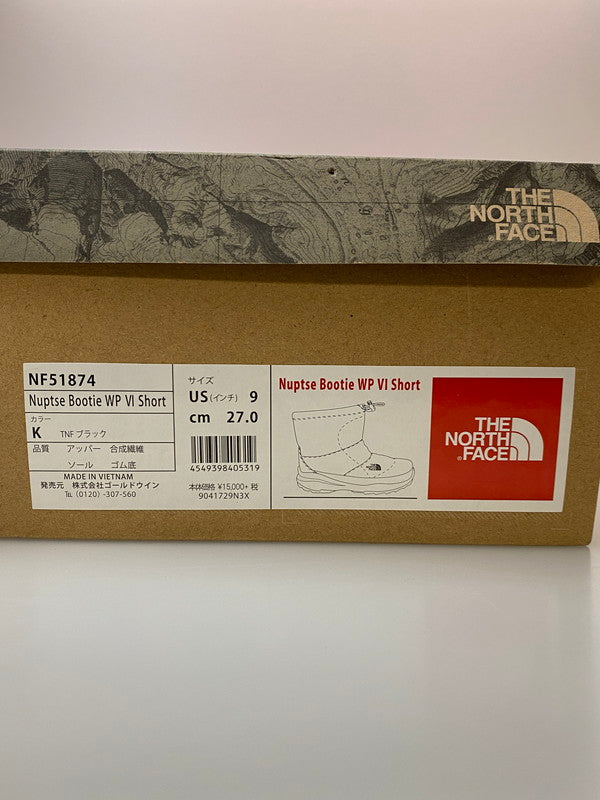 THE
NORTH
FACE
NF51874
Nuptse Bootie WP VI Short
カラー
K TNF ブラック
品質 アッパー 合成繊維
ソール ゴム底
MADE IN VIETNAM
発売元 株式会社ゴールドウイン
℡ (0120) -307-560
サイズ
US(インチ) 9
cm 27.0
4549398405319
本体価格 ¥15,000+ 税
9041729N3X
Nuptse Bootie WP VI Short
THE
NORTH
FACE